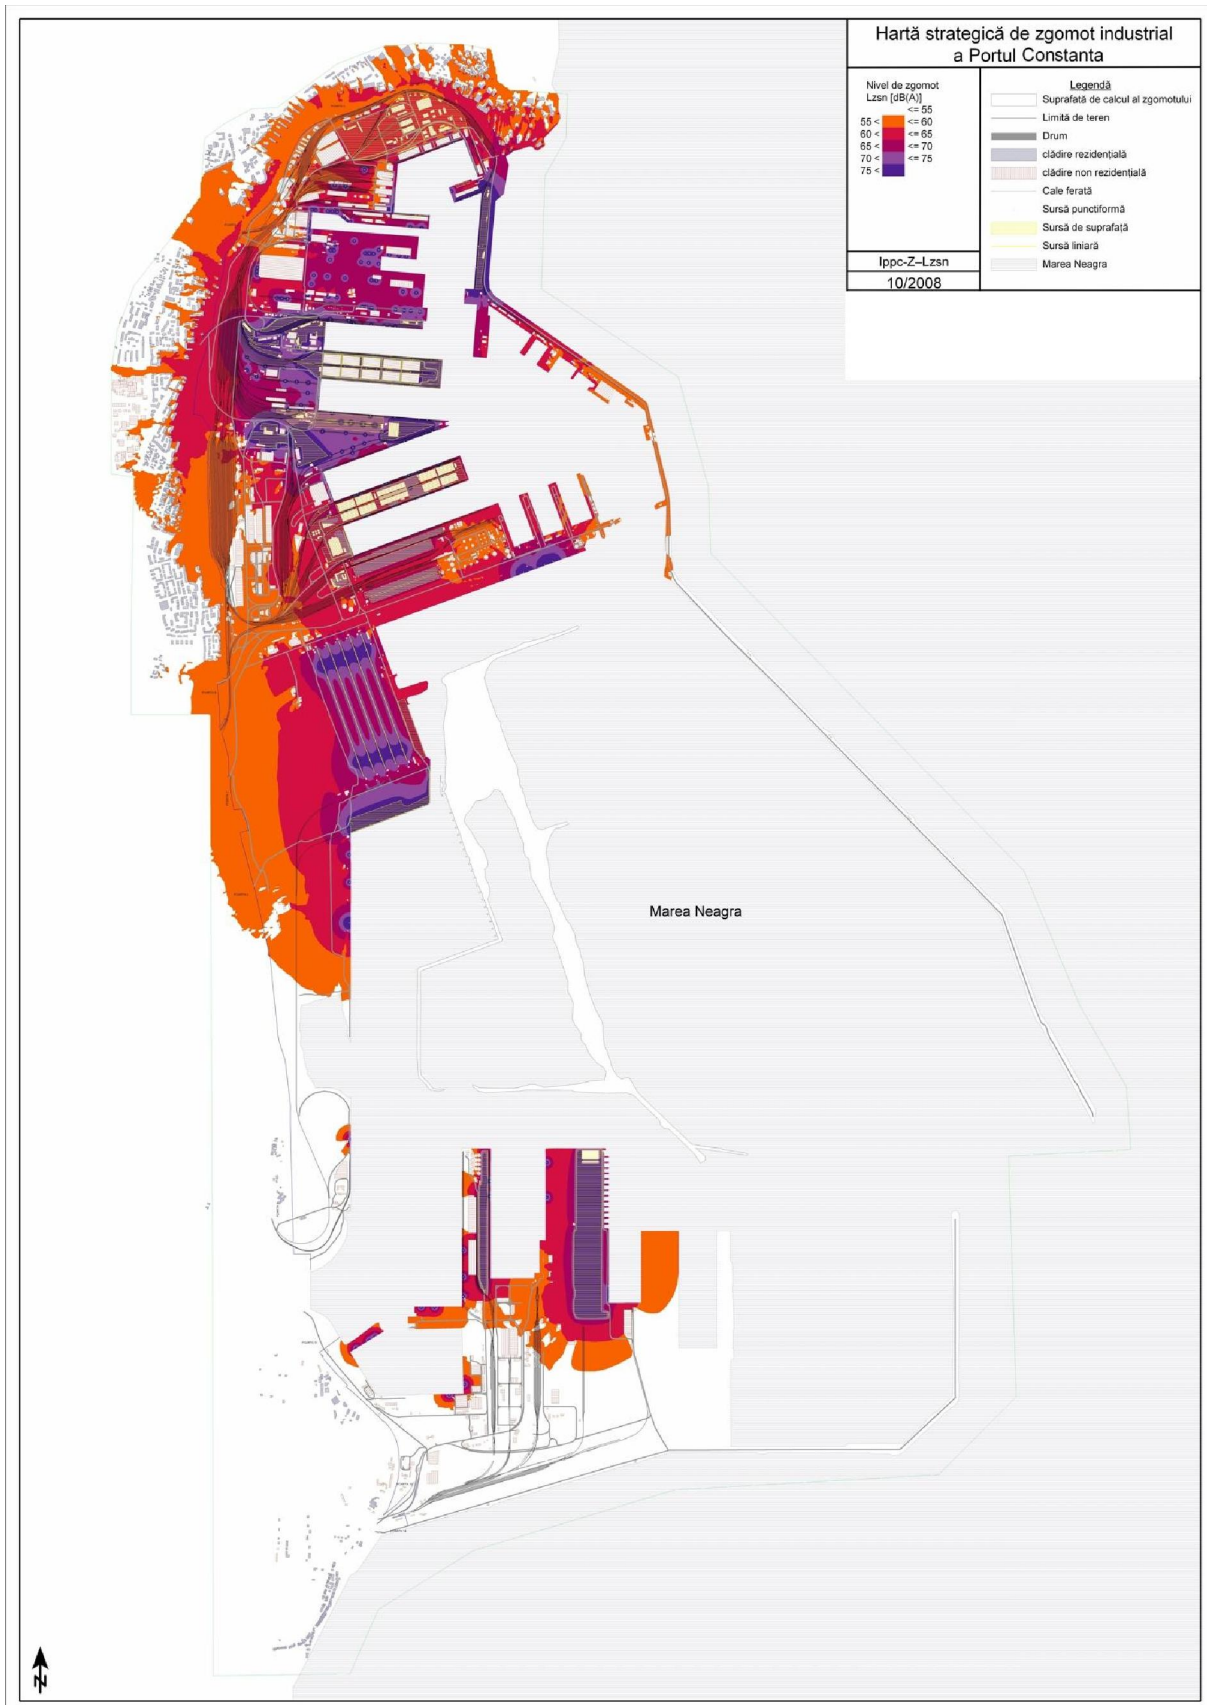 Hartă strategică de zgomot industrial
a Portul Constanta
Nivel de zgomot
Lzsn [dB(A)]
<= 55
55 < <= 60
60 < <= 65
65 < <= 70
70 < <= 75
75 <
Legendă
Suprafată de calcul al zgomotului
Limită de teren
Drum
clădire rezidențială
clădire non rezidențială
Cale ferată
Sursă punctiformă
Sursă de suprafață
Sursă liniară
Marea Neagra
Ippc-Z-Lzsn
10/2008
Marea Neagra
N